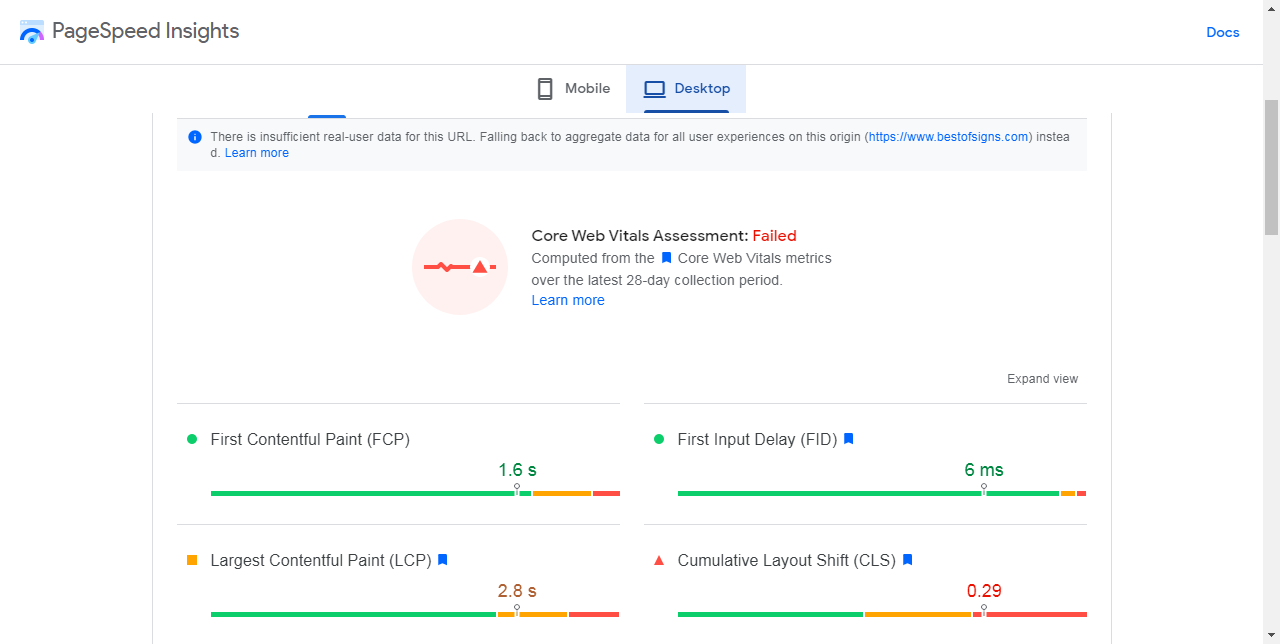 PageSpeed Insights
Docs
Mobile
Desktop
There is insufficient real-user data for this URL. Falling back to aggregate data for all user experiences on this origin (https://www.bestofsigns.com) instea
d. Learn more
Core Web Vitals Assessment: Failed
Computed from the Core Web Vitals metrics
over the latest 28-day collection period.
Learn more
Expand view
First Contentful Paint (FCP)
1.6 s
First Input Delay (FID)
6 ms
Largest Contentful Paint (LCP)
2.8 s
Cumulative Layout Shift (CLS)
0.29